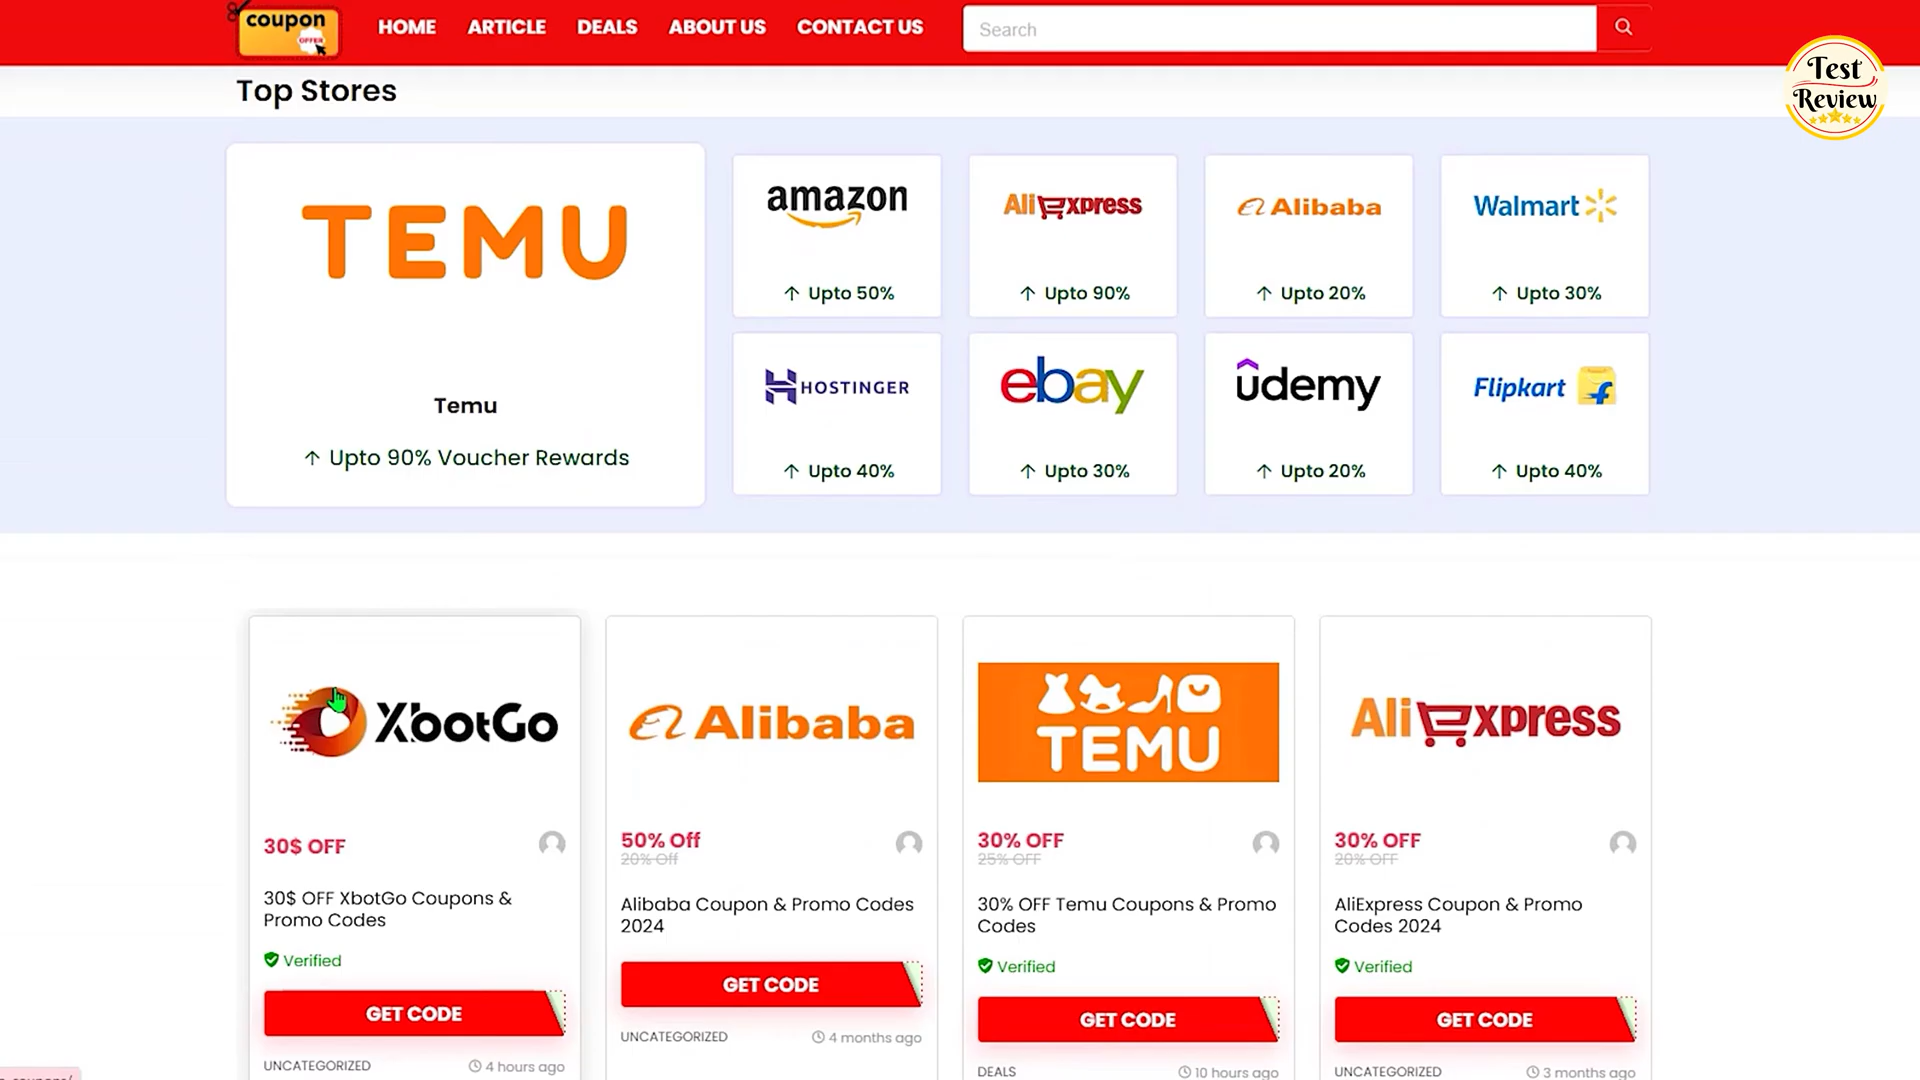 coupon
OFFER
HOME ARTICLE DEALS ABOUT US CONTACT US
Search
Test
Review
Top Stores
TEMU
Temu
Upto 90% Voucher Rewards
amazon
Upto 50%
AliExpress
Upto 90%
Alibaba
Upto 20%
Walmart
Upto 30%
HOSTINGER
Upto 40%
ebay
Upto 30%
udemy
Upto 20%
Flipkart
Upto 40%
XbotGo
30$ OFF
30$ OFF XbotGo Coupons &
Promo Codes
Verified
GET CODE
UNCATEGORIZED 4 hours ago
Alibaba
50% Off
20% Off
Alibaba Coupon & Promo Codes
2024
GET CODE
UNCATEGORIZED 4 months ago
TEMU
30% OFF
25% OFF
30% OFF Temu Coupons & Promo
Codes
Verified
GET CODE
DEALS 10 hours ago
AliExpress
30% OFF
20% OFF
AliExpress Coupon & Promo
Codes 2024
Verified
GET CODE
UNCATEGORIZED 3 months ago